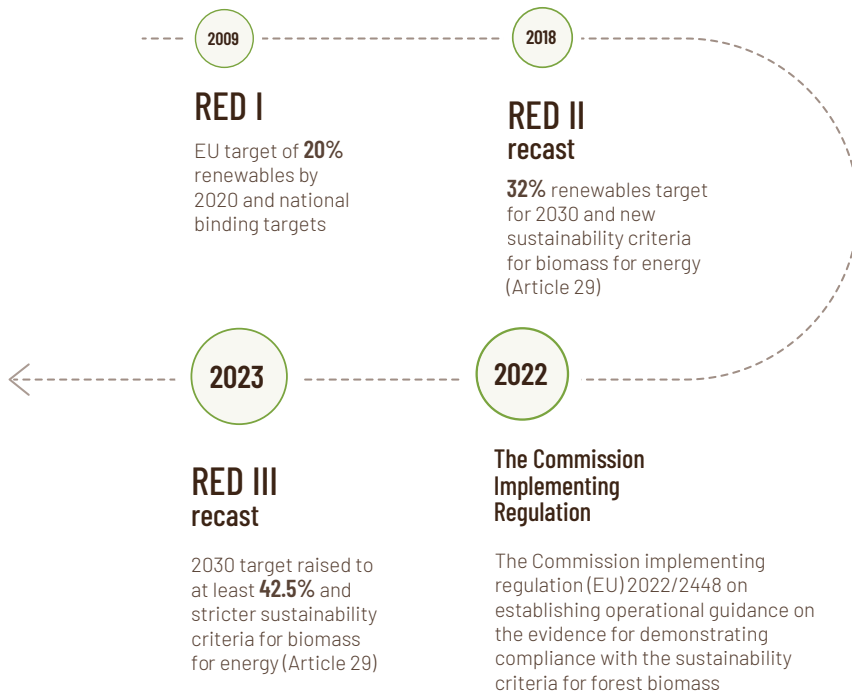 2009
RED I
EU target of 20%
renewables by
2020 and national
binding targets
2018
RED II
recast
32% renewables target
for 2030 and new
sustainability criteria
for biomass for energy
(Article 29)
2022
The Commission
Implementing
Regulation
The Commission implementing
regulation (EU) 2022/2448 on
establishing operational guidance on
the evidence for demonstrating
compliance with the sustainability
criteria for forest biomass
2023
RED III
recast
2030 target raised to
at least 42.5% and
stricter sustainability
criteria for biomass
for energy (Article 29)